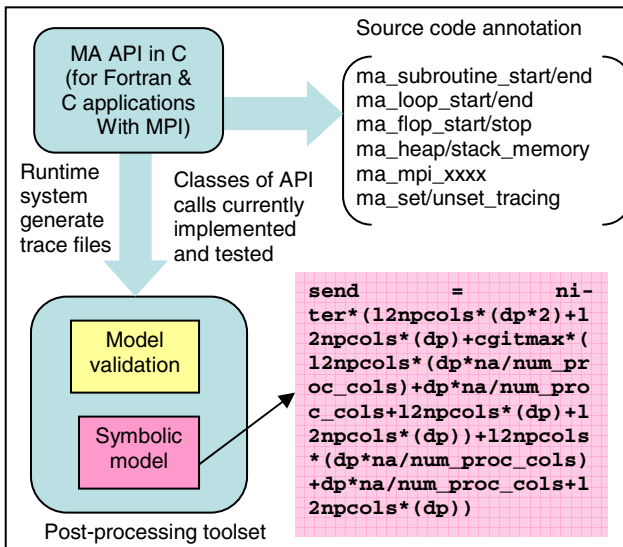 MA API in C
(for Fortran &
C applications
With MPI)
Source code annotation
ma_subroutine_start/end
ma_loop_start/end
ma_flop_start/stop
ma_heap/stack_memory
ma_mpi_xxxx
ma_set/unset_tracing
Runtime
system
generate
trace files
Classes of API
calls currently
implemented
and tested
Model
validation
Symbolic
model
Post-processing toolset
send = ni-
ter*(l2npcols*(dp*2)+l
2npcols*(dp)+cgitmax*(
l2npcols*(dp*na/num_pr
oc_cols)+dp*na/num_pro
c_cols+l2npcols*(dp)+l
2npcols*(dp))+l2npcols
*(dp*na/num_proc_cols)
+dp*na/num_proc_cols+l
2npcols*(dp))